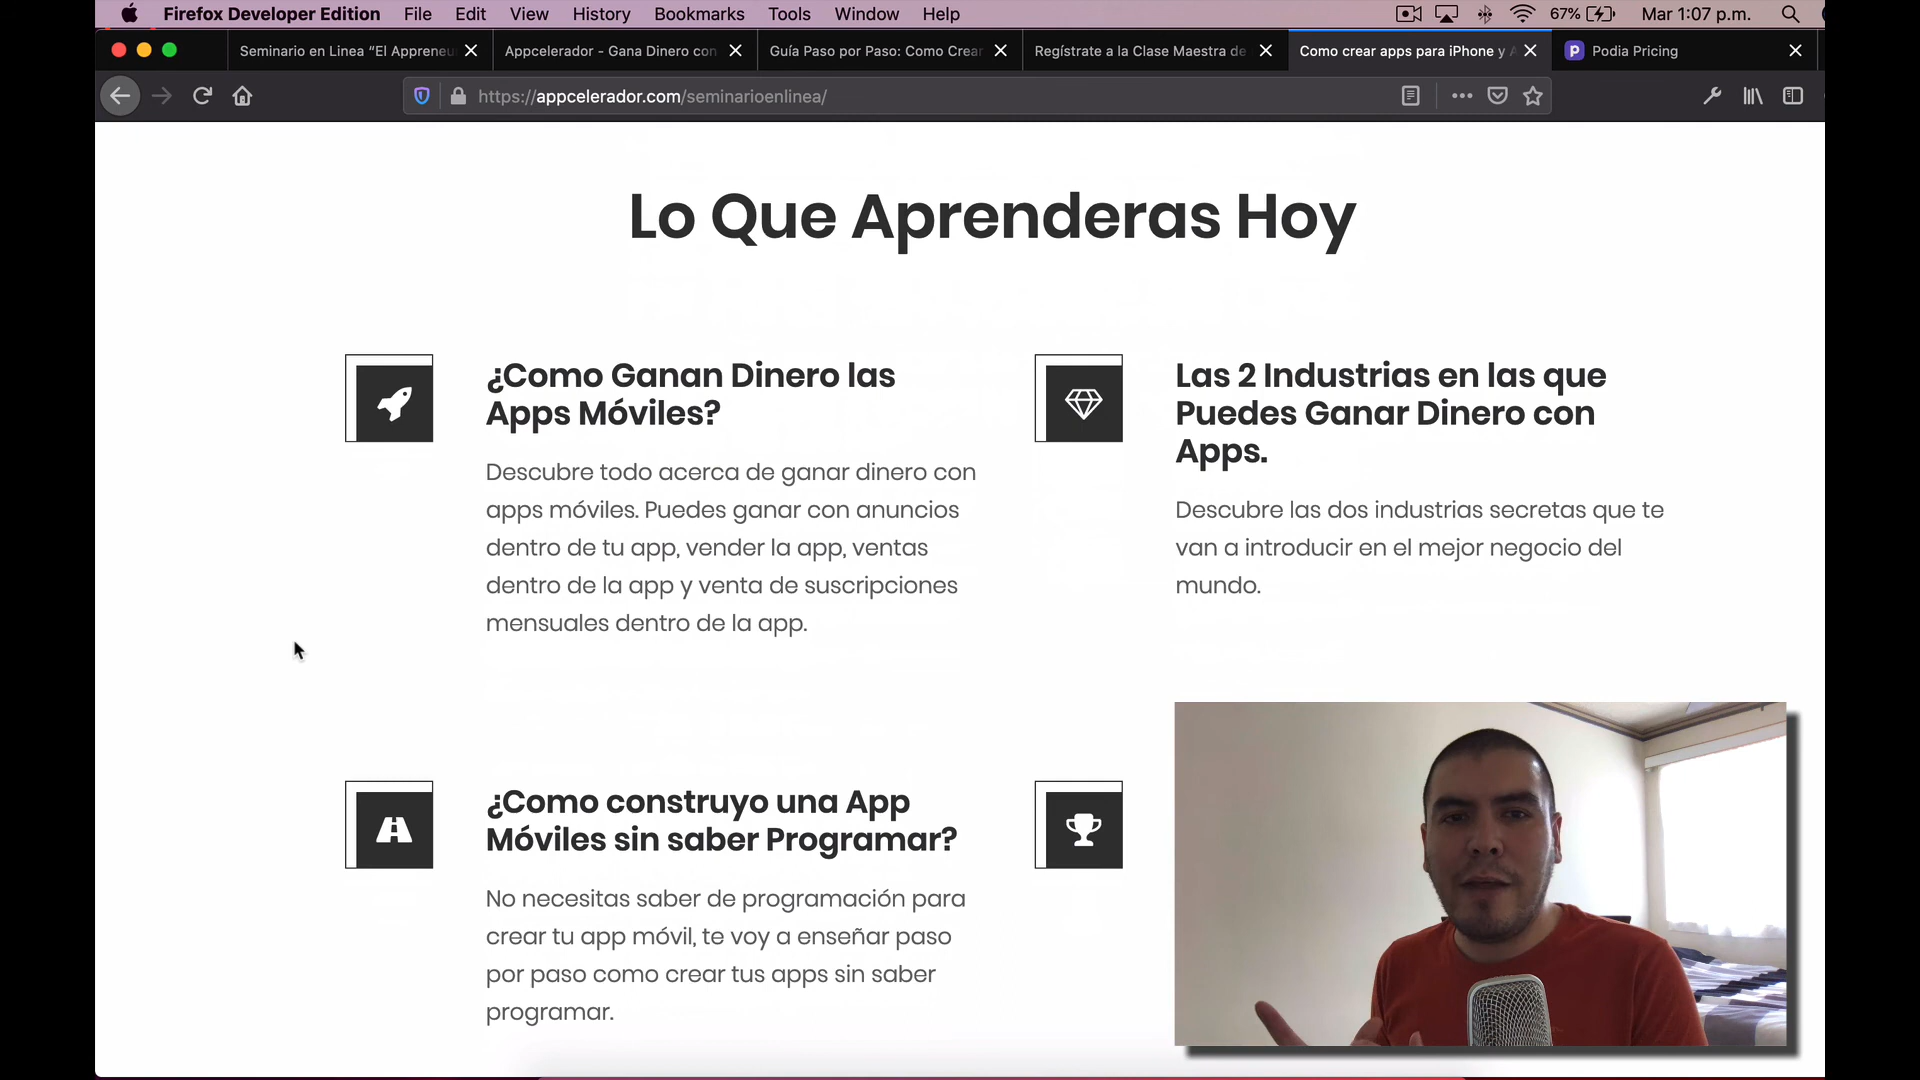 Firefox Developer Edition File Edit View History Bookmarks Tools Window Help 67% Mar 1:07 p.m.
Seminario en Linea “El Appreneu Appcelerador - Gana Dinero con Guía Paso por Paso: Como Crear Regístrate a la Clase Maestra de Como crear apps para iPhone y A Podia Pricing
https://appcelerador.com/seminarioenlinea/
Lo Que Aprenderas Hoy
¿Como Ganan Dinero las
Apps Móviles?
Descubre todo acerca de ganar dinero con
apps móviles. Puedes ganar con anuncios
dentro de tu app, vender la app, ventas
dentro de la app y venta de suscripciones
mensuales dentro de la app.
Las 2 Industrias en las que
Puedes Ganar Dinero con
Apps.
Descubre las dos industrias secretas que te
van a introducir en el mejor negocio del
mundo.
¿Como construyo una App
Móviles sin saber Programar?
No necesitas saber de programación para
crear tu app móvil, te voy a enseñar paso
por paso como crear tus apps sin saber
programar.